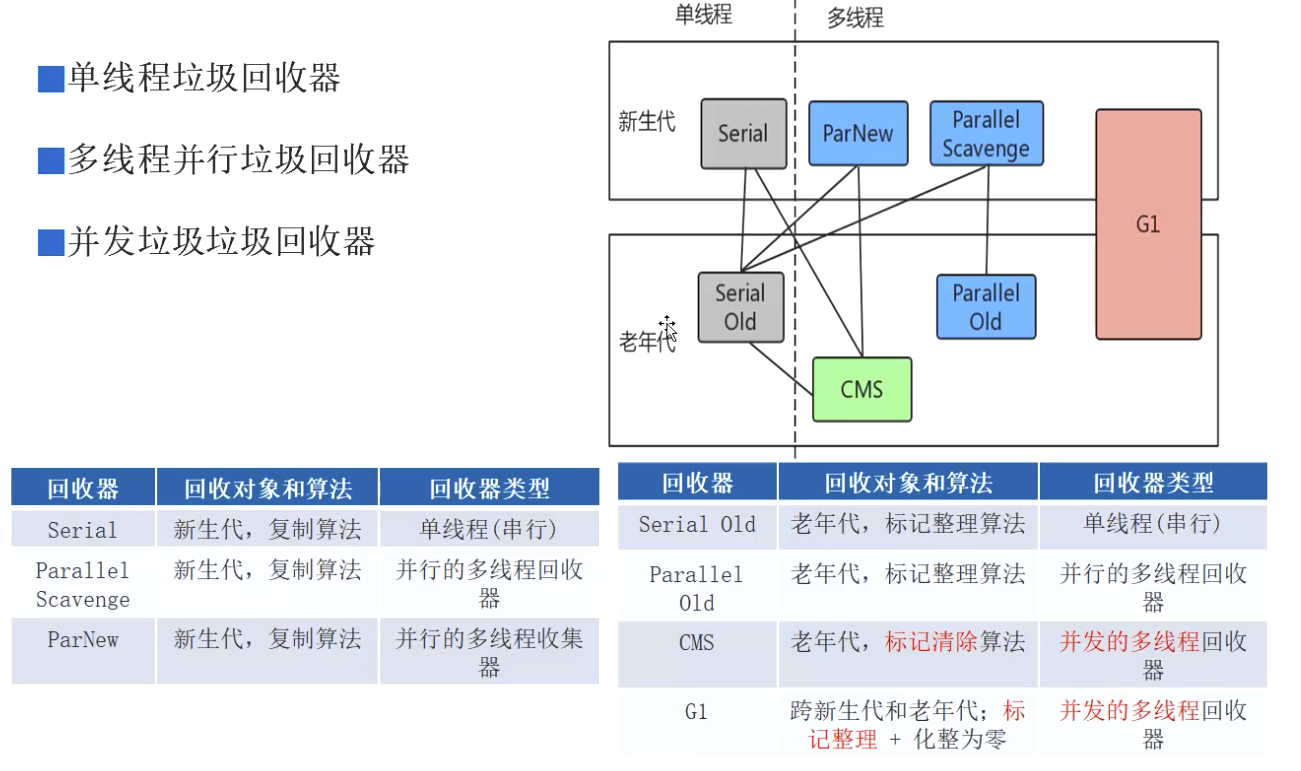 ■单线程垃圾回收器
■多线程并行垃圾回收器
■并发垃圾垃圾回收器
单线程
多线程
新生代
Serial
ParNew
Parallel
Scavenge
G1
老年代
Serial
Old
Parallel
Old
CMS
回收器 回收对象和算法 回收器类型
Serial 新生代，复制算法 单线程(串行)
Parallel 新生代，复制算法 并行的多线程回收
Scavenge 器
ParNew 新生代，复制算法 并行的多线程收集
器
回收器 回收对象和算法 回收器类型
Serial Old 老年代，标记整理算法 单线程(串行)
Parallel 老年代，标记整理算法 并行的多线程回收
Old 器
CMS 老年代，标记清除算法 并发的多线程回收
器
G1 跨新生代和老年代；标 并发的多线程回收
记整理 + 化整为零 器